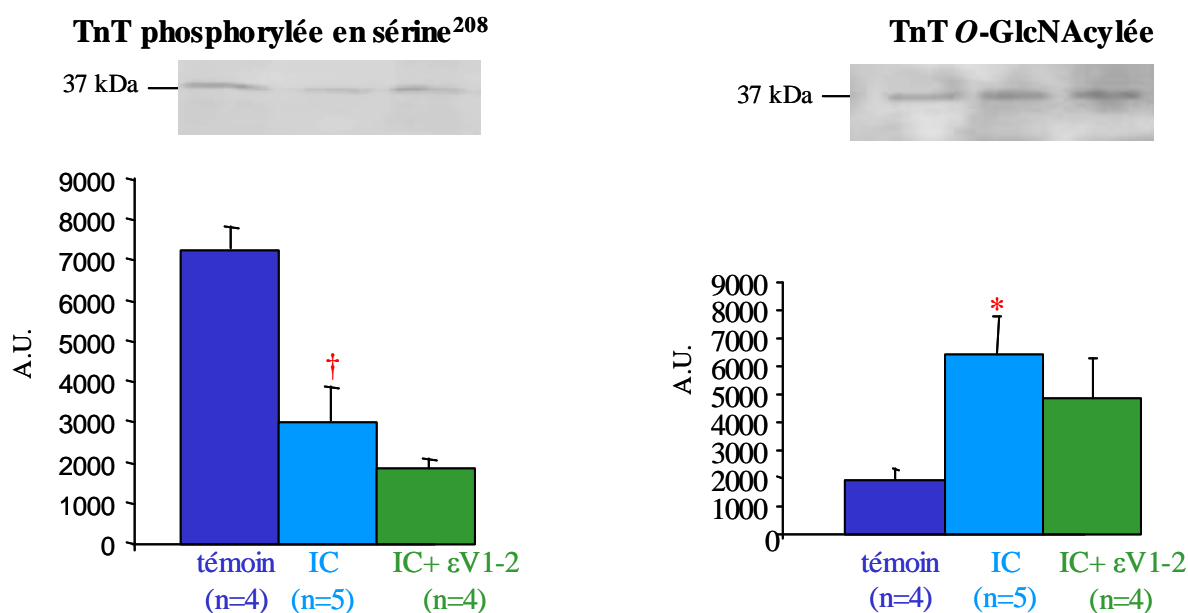 TnT phosphorylée en sérine²⁰⁸
37 kDa
9000
8000
7000
6000
5000
4000
3000
2000
1000
0
A.U.
†
témoin IC IC+ εV1-2
(n=4) (n=5) (n=4)
TnT O-GlcNAcylée
37 kDa
9000
8000
7000
6000
5000
4000
3000
2000
1000
0
A.U.
*
témoin IC IC+ εV1-2
(n=4) (n=5) (n=4)